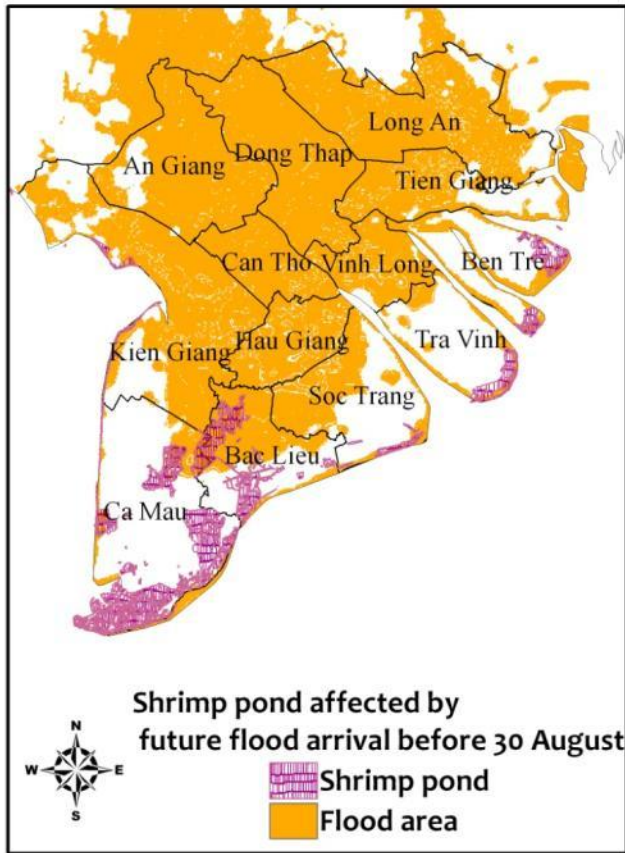 Long An
An Giang
Dong Thap
Tien Giang
Can Tho
Vinh Long
Ben Tre
Kien Giang
Hau Giang
Tra Vinh
Soc Trang
Bac Lieu
Ca Mau
Shrimp pond affected by
future flood arrival before 30 August
N
W
E
S
Shrimp pond
Flood area